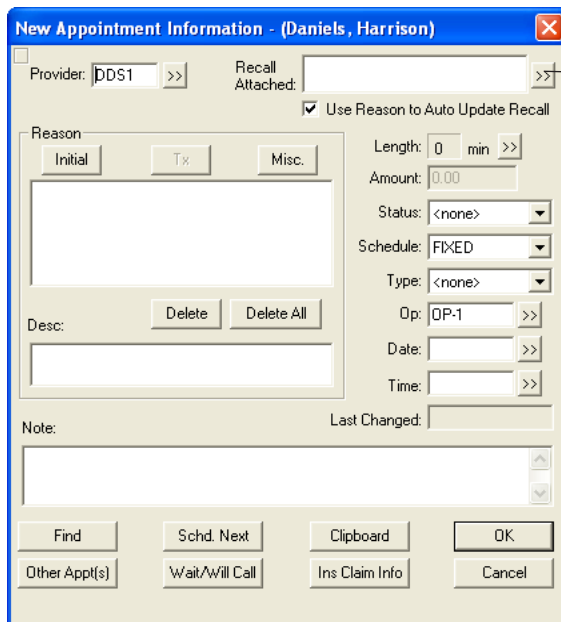 New Appointment Information - (Daniels, Harrison)
Provider: DDS1 >> Recall Attached: >>
Use Reason to Auto Update Recall
Reason
Initial Tx Misc.
Length: 0 min >>
Amount: 0.00
Status: <none>
Schedule: FIXED
Type: <none>
Delete Delete All
Op: OP-1 >>
Desc:
Date: >>
Time: >>
Last Changed:
Note:
Find Schd. Next Clipboard OK
Other Appt(s) Wait/Will Call Ins Claim Info Cancel